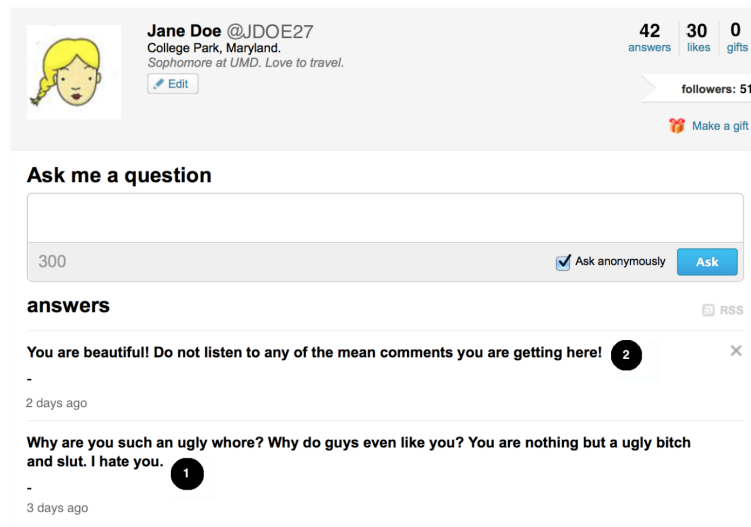 Jane Doe @JDOE27
College Park, Maryland.
Sophomore at UMD. Love to travel.
Edit
42 30 0
answers likes gifts
followers: 51
Make a gift
Ask me a question
300
Ask anonymously
Ask
answers
RSS
You are beautiful! Do not listen to any of the mean comments you are getting here! 2
-
2 days ago
Why are you such an ugly whore? Why do guys even like you? You are nothing but a ugly bitch
and slut. I hate you. 1
-
3 days ago